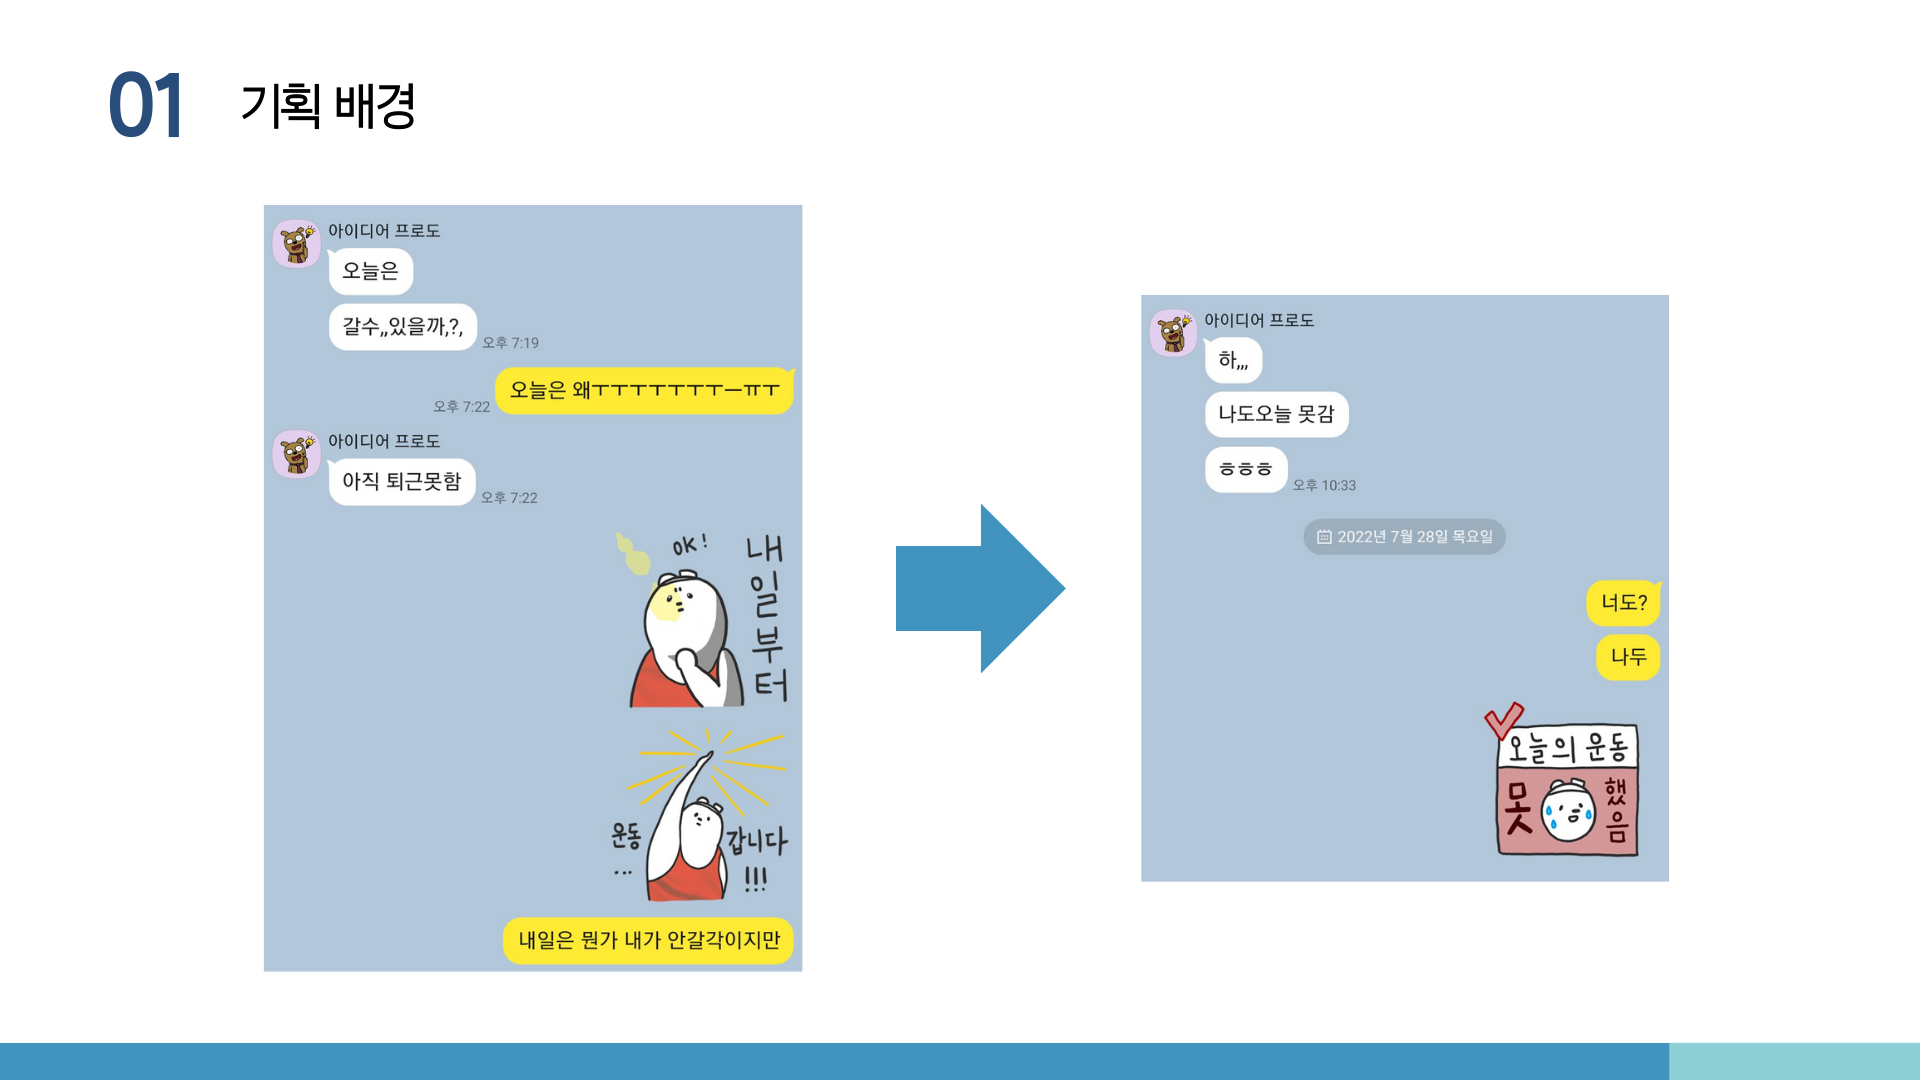 01 기획 배경
아이디어 프로도
오늘은
갈수,,있을까,?,
오후 7:19
오늘은 왜ㅜㅜㅜㅜㅜㅜㅜㅡㅠㅜ
오후 7:22
아이디어 프로도
아직 퇴근못함
오후 7:22
OK!
내일부터
운동... 갑니다!!!
내일은 뭔가 내가 안갈각이지만
아이디어 프로도
하,,,
나도오늘 못감
ㅎㅎㅎ
오후 10:33
2022년 7월 28일 목요일
너도?
나두
오늘의 운동
못했음